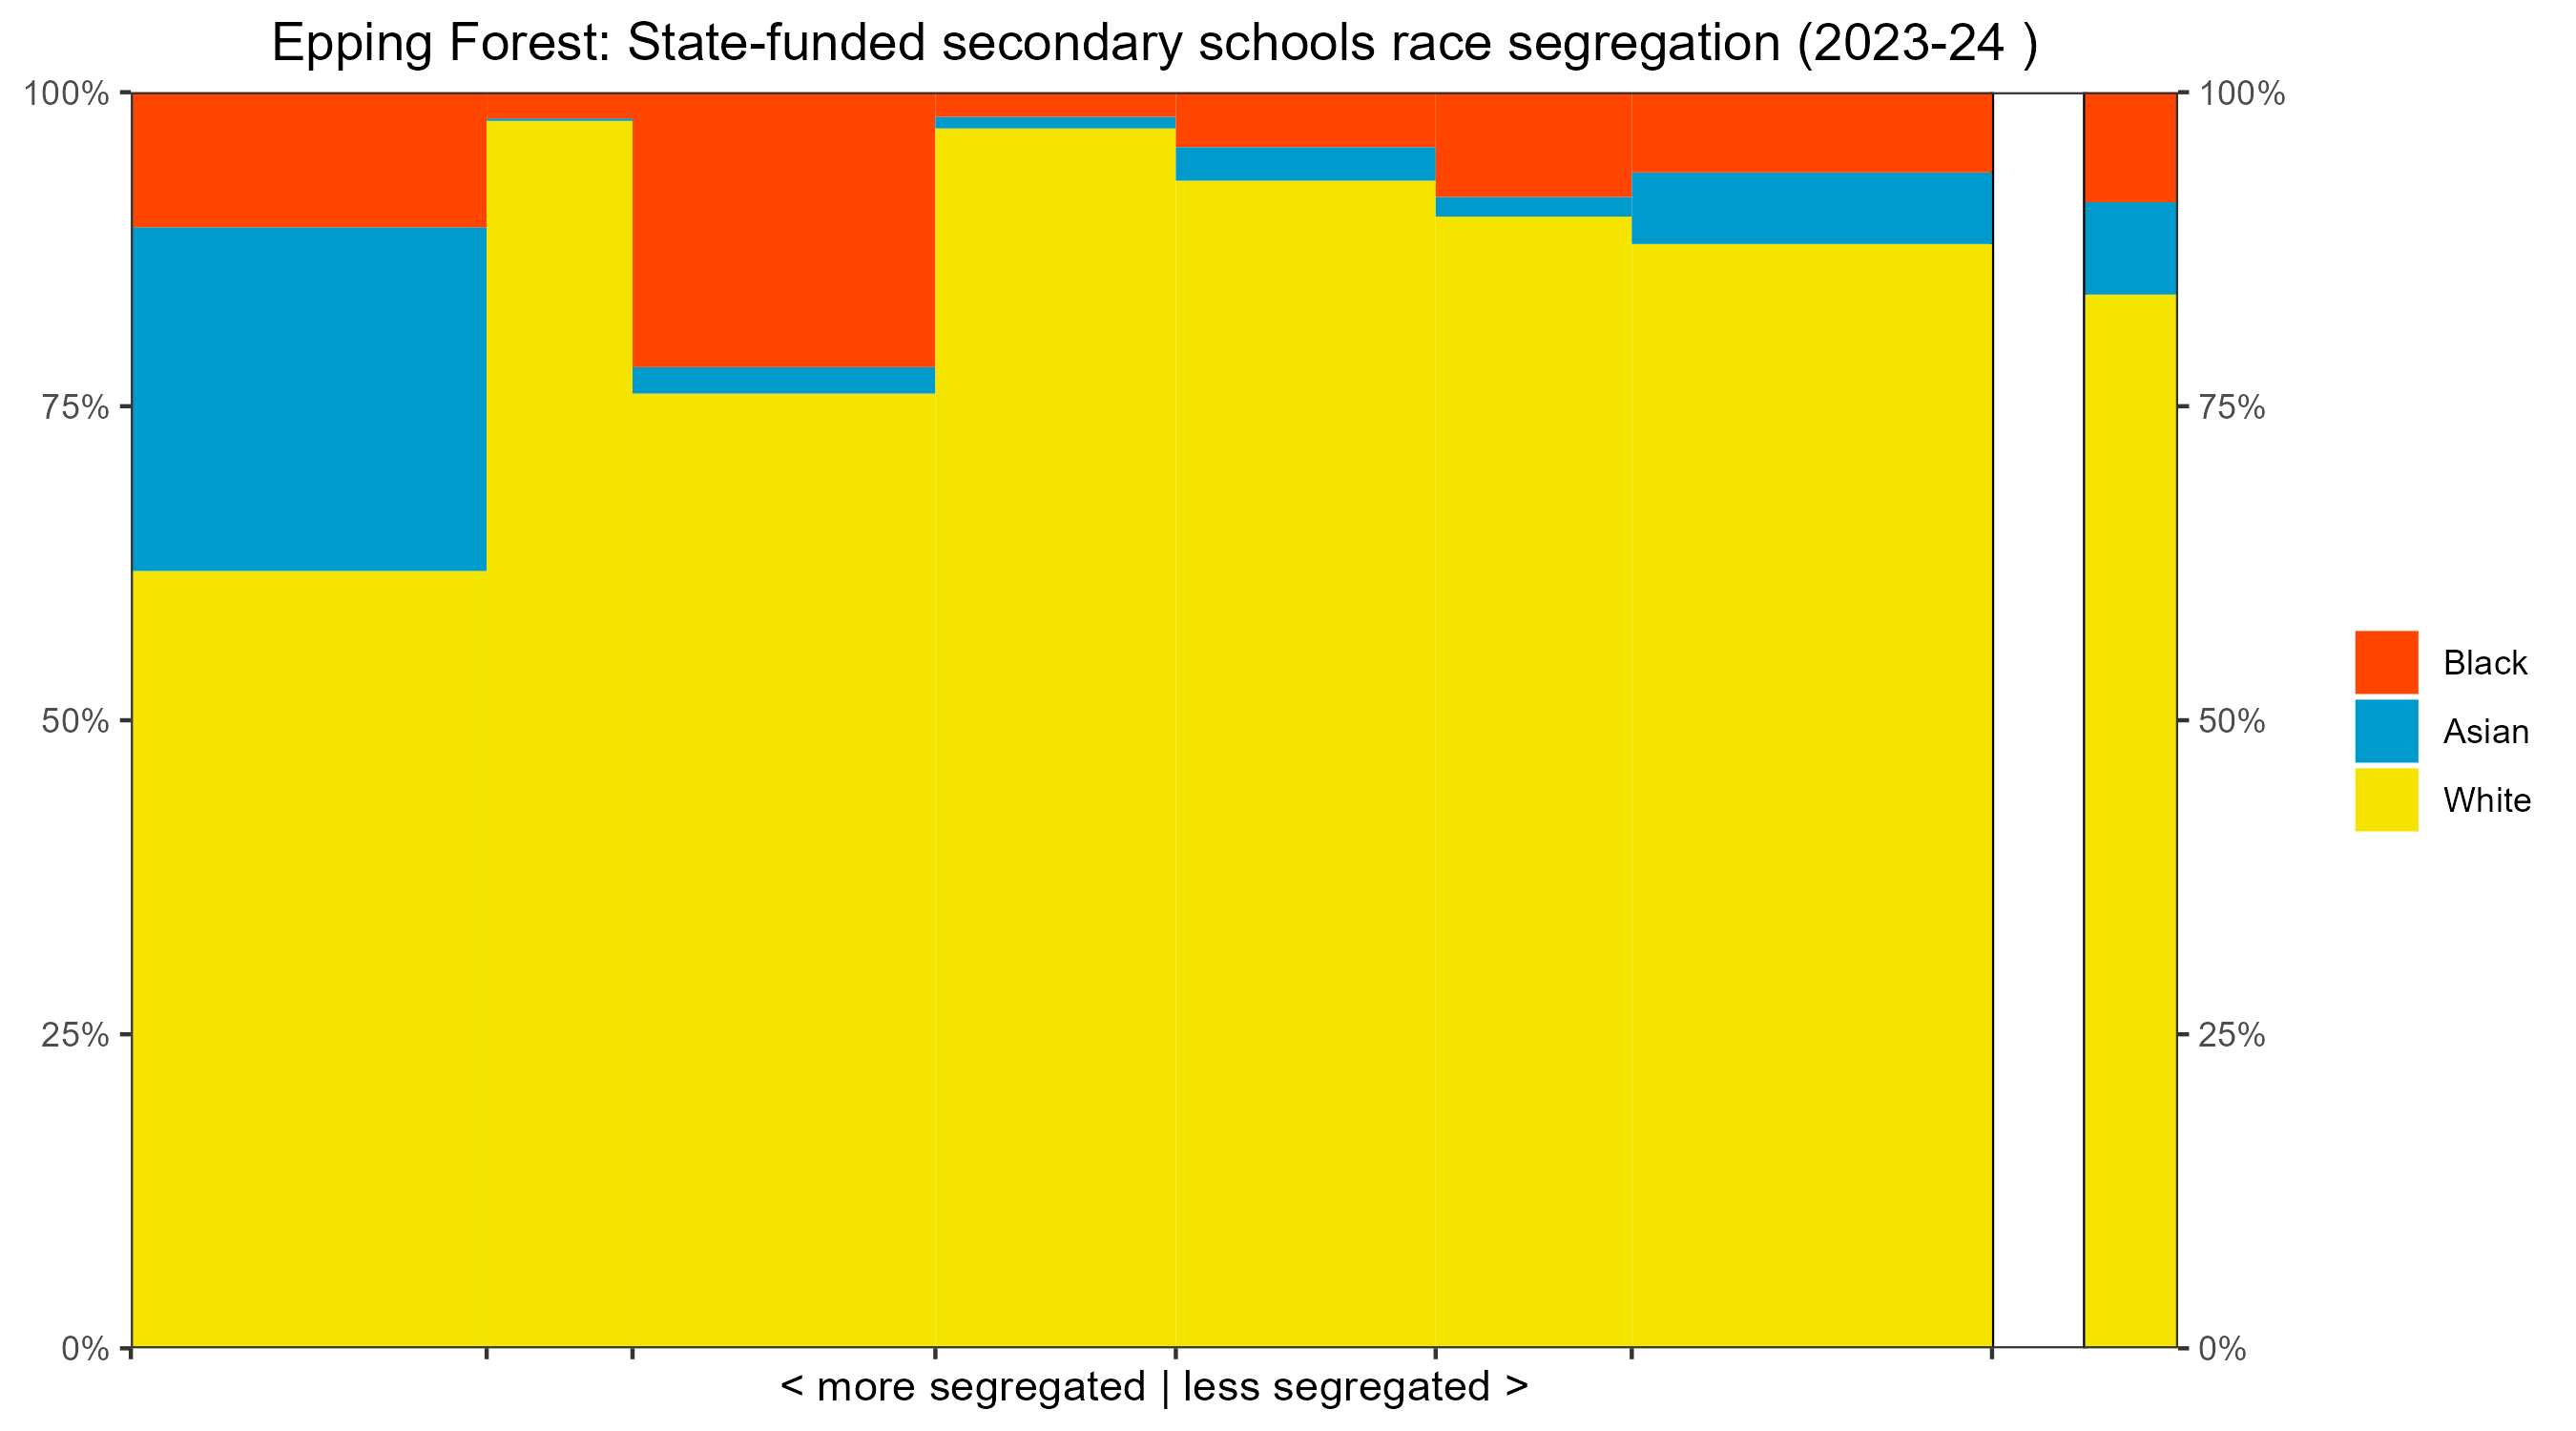 Epping Forest: State-funded secondary schools race segregation (2023-24 )
100%
75%
50%
25%
0%
100%
75%
50%
25%
0%
Black
Asian
White
< more segregated | less segregated >